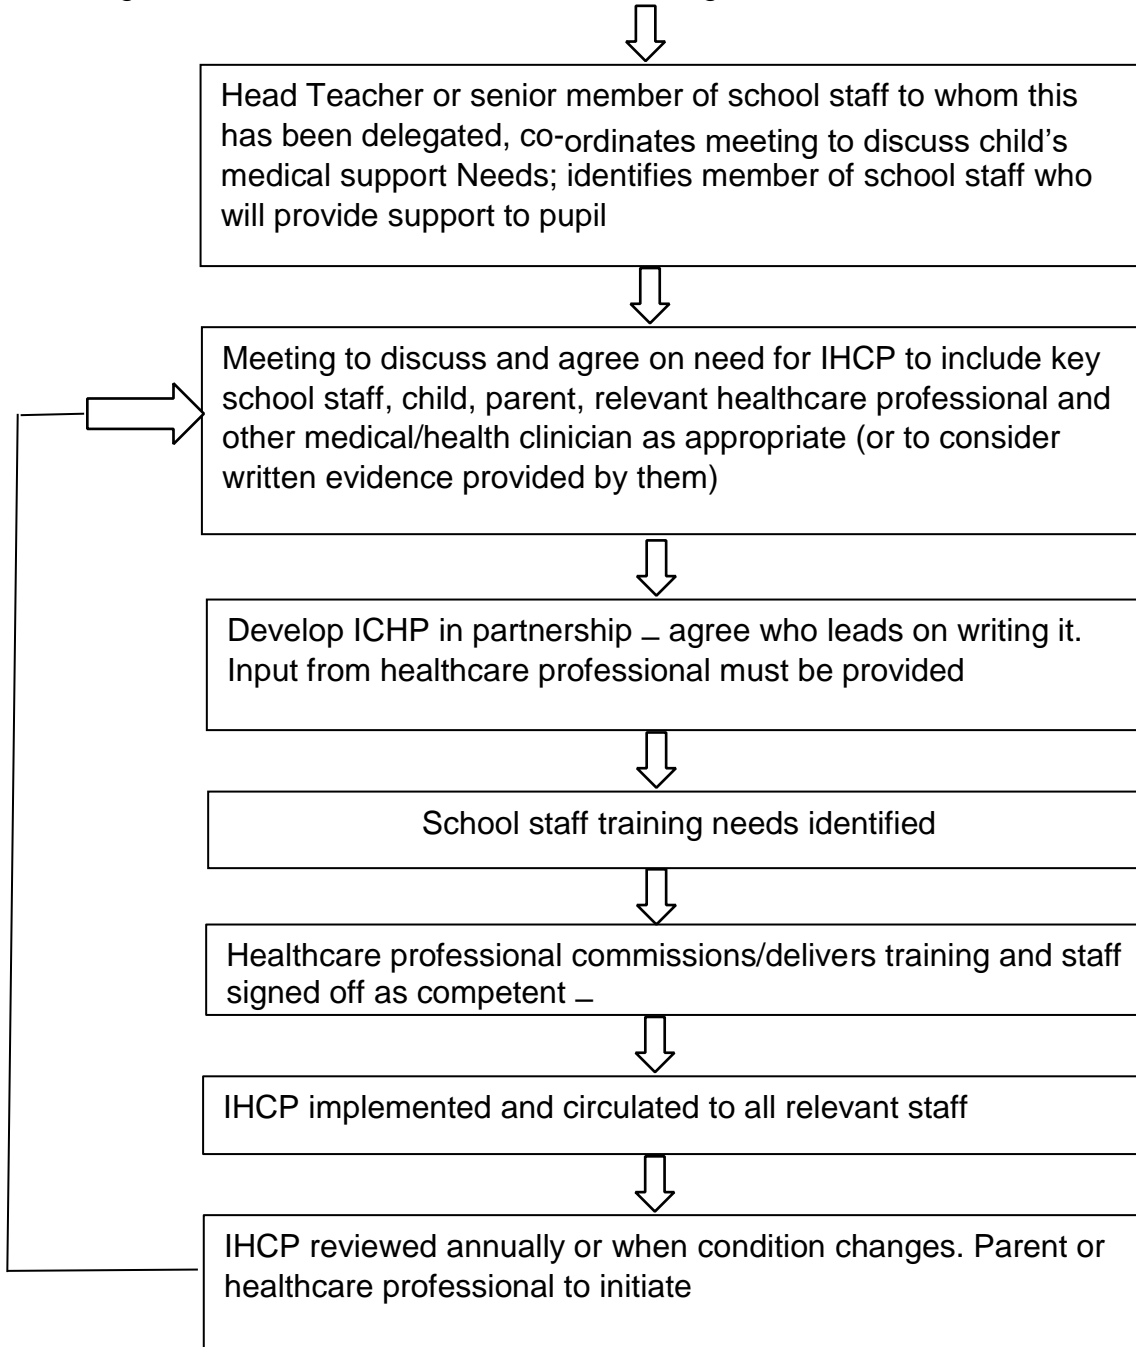 Head Teacher or senior member of school staff to whom this
has been delegated, co-ordinates meeting to discuss child’s
medical support Needs; identifies member of school staff who
will provide support to pupil
Meeting to discuss and agree on need for IHCP to include key
school staff, child, parent, relevant healthcare professional and
other medical/health clinician as appropriate (or to consider
written evidence provided by them)
Develop ICHP in partnership – agree who leads on writing it.
Input from healthcare professional must be provided
School staff training needs identified
Healthcare professional commissions/delivers training and staff
signed off as competent –
IHCP implemented and circulated to all relevant staff
IHCP reviewed annually or when condition changes. Parent or
healthcare professional to initiate